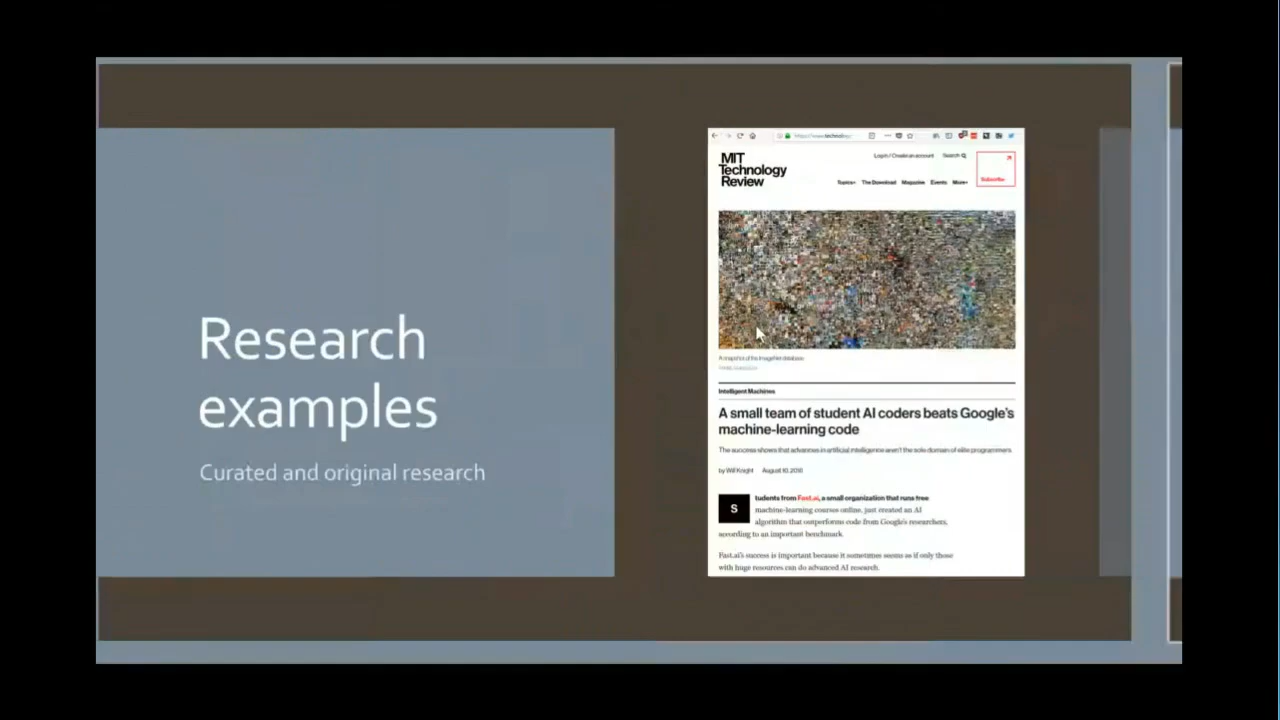 Research
examples
Curated and original research
MIT
Technology
Review
Log in / Create an account
Search
Topics+
The Download
Magazine
Events
More+
Subscribe
A snapshot of the ImageNet database.
Intelligent Machines
A small team of student AI coders beats Google's
machine-learning code
The success shows that advances in artificial intelligence aren't the sole domain of elite programmers.
by Will Knight August 10, 2018
Students from Fast.ai, a small organization that runs free
machine-learning courses online, just created an AI
algorithm that outperforms code from Google's researchers,
according to an important benchmark.
Fast.ai's success is important because it sometimes seems as if only those
with huge resources can do advanced AI research.